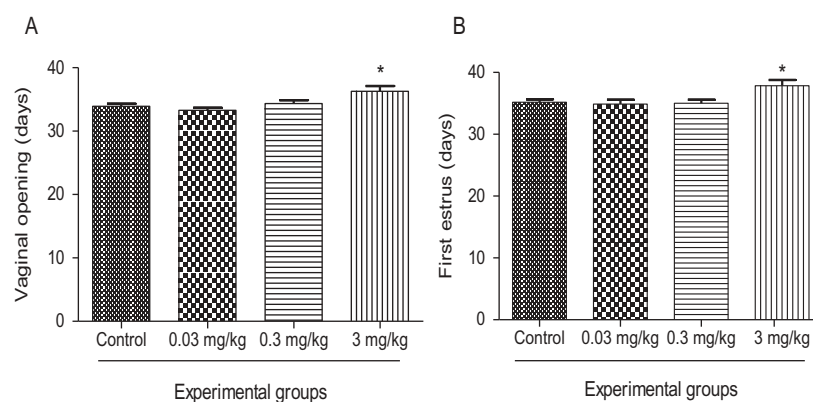 A
*
Vaginal opening (days)
40
30
20
10
0
Control 0.03 mg/kg 0.3 mg/kg 3 mg/kg
Experimental groups
B
*
First estrus (days)
40
30
20
10
0
Control 0.03 mg/kg 0.3 mg/kg 3 mg/kg
Experimental groups